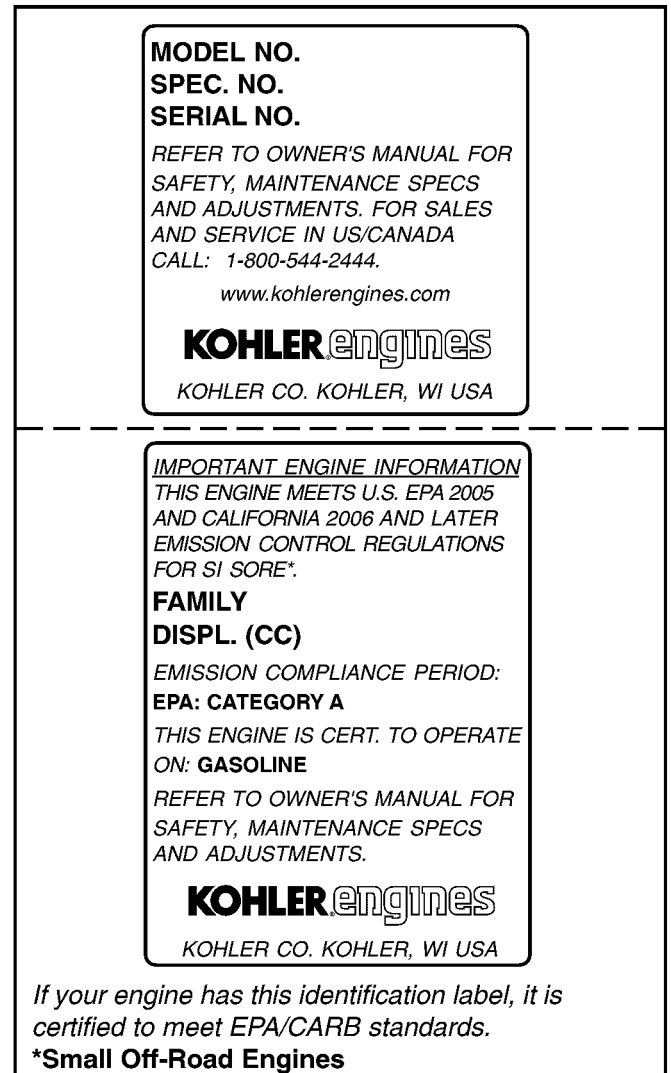 MODEL NO.
SPEC. NO.
SERIAL NO.
REFER TO OWNER'S MANUAL FOR
SAFETY, MAINTENANCE SPECS
AND ADJUSTMENTS. FOR SALES
AND SERVICE IN US/CANADA
CALL: 1-800-544-2444.
www.kohlerengines.com
KOHLER® engines
KOHLER CO. KOHLER, WI USA
IMPORTANT ENGINE INFORMATION
THIS ENGINE MEETS U.S. EPA 2005
AND CALIFORNIA 2006 AND LATER
EMISSION CONTROL REGULATIONS
FOR SI SORE*.
FAMILY
DISPL. (CC)
EMISSION COMPLIANCE PERIOD:
EPA: CATEGORY A
THIS ENGINE IS CERT. TO OPERATE
ON: GASOLINE
REFER TO OWNER'S MANUAL FOR
SAFETY, MAINTENANCE SPECS
AND ADJUSTMENTS.
KOHLER® engines
KOHLER CO. KOHLER, WI USA
If your engine has this identification label, it is
certified to meet EPA/CARB standards.
*Small Off-Road Engines